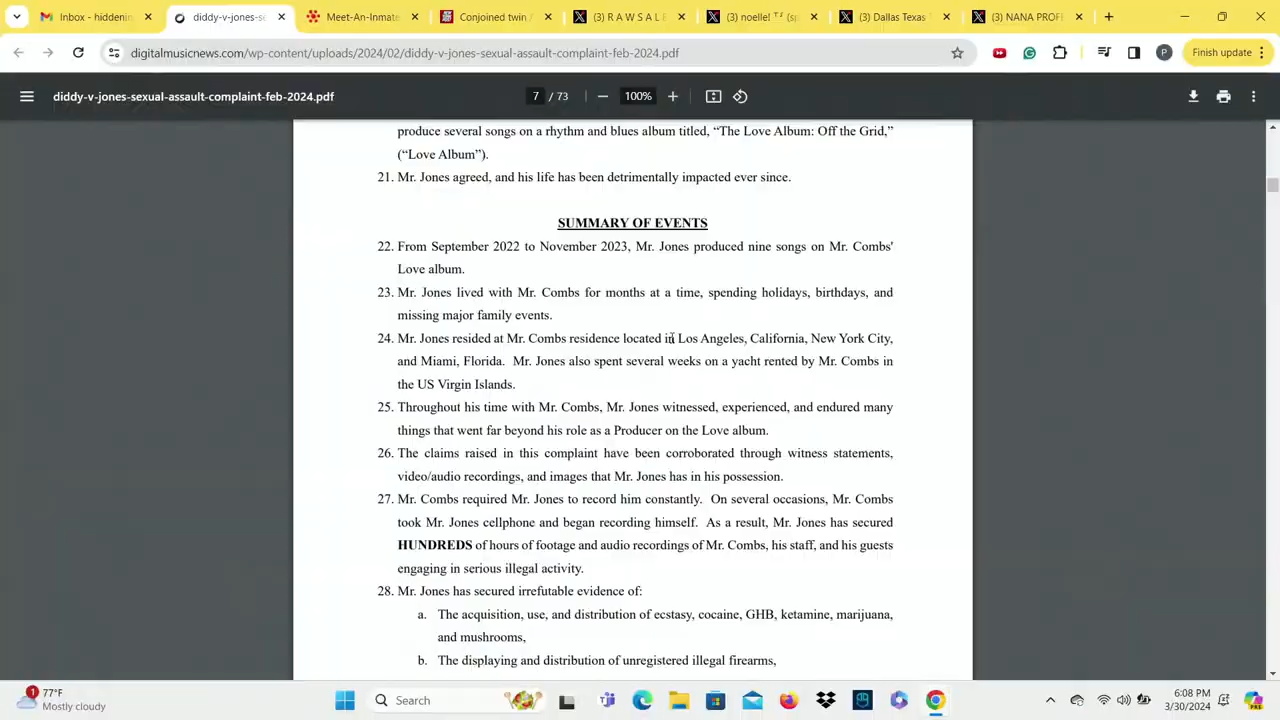 Inbox - hiddenin
diddy-v-jones-se
Meet-An-Inmate
Conjoined twin A
(3) R A W S A L E
(3) noelle! ⸆⸉ (sp
(3) Dallas Texas T
(3) NANA PROF
digitalmusicnews.com/wp-content/uploads/2024/02/diddy-v-jones-sexual-assault-complaint-feb-2024.pdf
P
Finish update
diddy-v-jones-sexual-assault-complaint-feb-2024.pdf
7 / 73
100%
produce several songs on a rhythm and blues album titled, “The Love Album: Off the Grid,”
(“Love Album”).
21. Mr. Jones agreed, and his life has been detrimentally impacted ever since.
SUMMARY OF EVENTS
22. From September 2022 to November 2023, Mr. Jones produced nine songs on Mr. Combs'
Love album.
23. Mr. Jones lived with Mr. Combs for months at a time, spending holidays, birthdays, and
missing major family events.
24. Mr. Jones resided at Mr. Combs residence located in Los Angeles, California, New York City,
and Miami, Florida. Mr. Jones also spent several weeks on a yacht rented by Mr. Combs in
the US Virgin Islands.
25. Throughout his time with Mr. Combs, Mr. Jones witnessed, experienced, and endured many
things that went far beyond his role as a Producer on the Love album.
26. The claims raised in this complaint have been corroborated through witness statements,
video/audio recordings, and images that Mr. Jones has in his possession.
27. Mr. Combs required Mr. Jones to record him constantly. On several occasions, Mr. Combs
took Mr. Jones cellphone and began recording himself. As a result, Mr. Jones has secured
HUNDREDS of hours of footage and audio recordings of Mr. Combs, his staff, and his guests
engaging in serious illegal activity.
28. Mr. Jones has secured irrefutable evidence of:
a. The acquisition, use, and distribution of ecstasy, cocaine, GHB, ketamine, marijuana,
and mushrooms,
b. The displaying and distribution of unregistered illegal firearms,
1
77°F
Mostly cloudy
Search
6:08 PM
3/30/2024